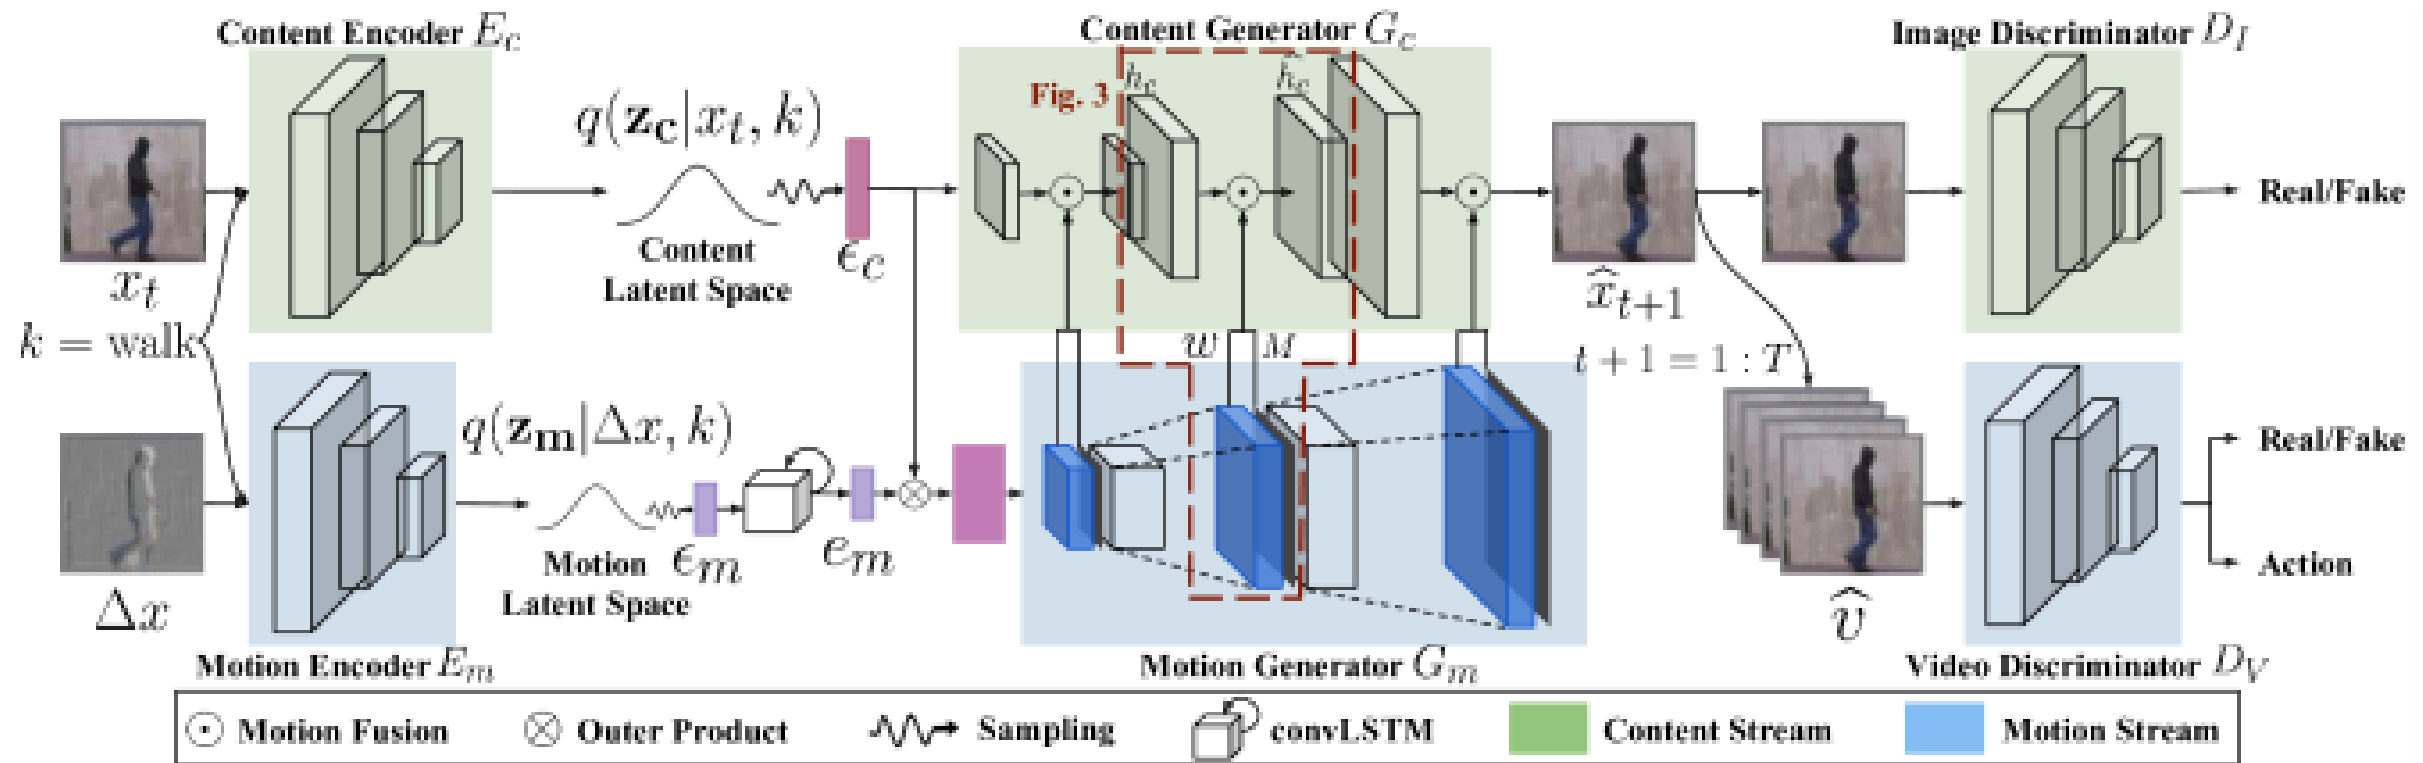 Content Encoder E_c
Content Generator G_c
Image Discriminator D_I
h_c
ĥ_c
Fig. 3
q(z_c|x_t, k)
Real/Fake
ϵ_c
Content
Latent Space
x_t
x̂_{t+1}
k = walk
W
M
t + 1 = 1 : T
q(z_m|Δx, k)
Real/Fake
Motion
Latent Space
ϵ_m
e_m
Action
Δx
v̂
Motion Encoder E_m
Motion Generator G_m
Video Discriminator D_V
⊙ Motion Fusion
⊗ Outer Product
Sampling
convLSTM
Content Stream
Motion Stream